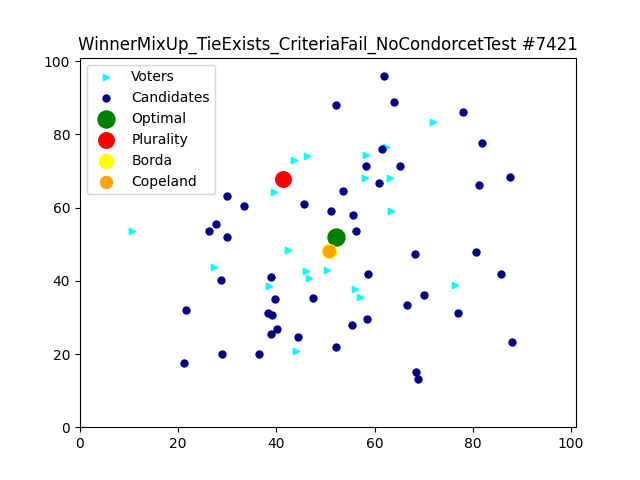 WinnerMixUp_TieExists_CriteriaFail_NoCondorcetTest #7421
Voters
Candidates
Optimal
Plurality
Borda
Copeland
100
80
60
40
20
0
0 20 40 60 80 100